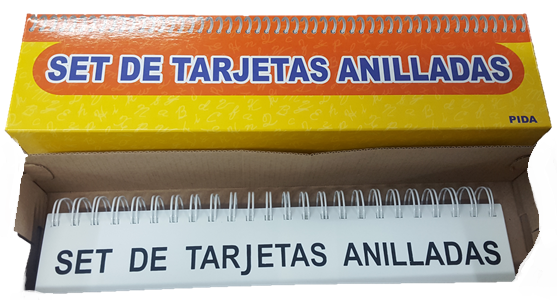 SET DE TARJETAS ANILLADAS
PIDA
SET DE TARJETAS ANILLADAS